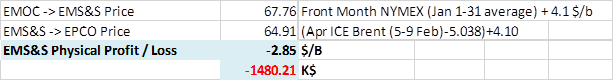 EMOC -> EMS&S Price 67.76 Front Month NYMEX (Jan 1-31 average) + 4.1 $/b
EMS&S -> EPCO Price 64.91 (Apr ICE Brent (5-9 Feb)-5.038)+4.10
EMS&S Physical Profit / Loss -2.85 $/B
-1480.21 K$